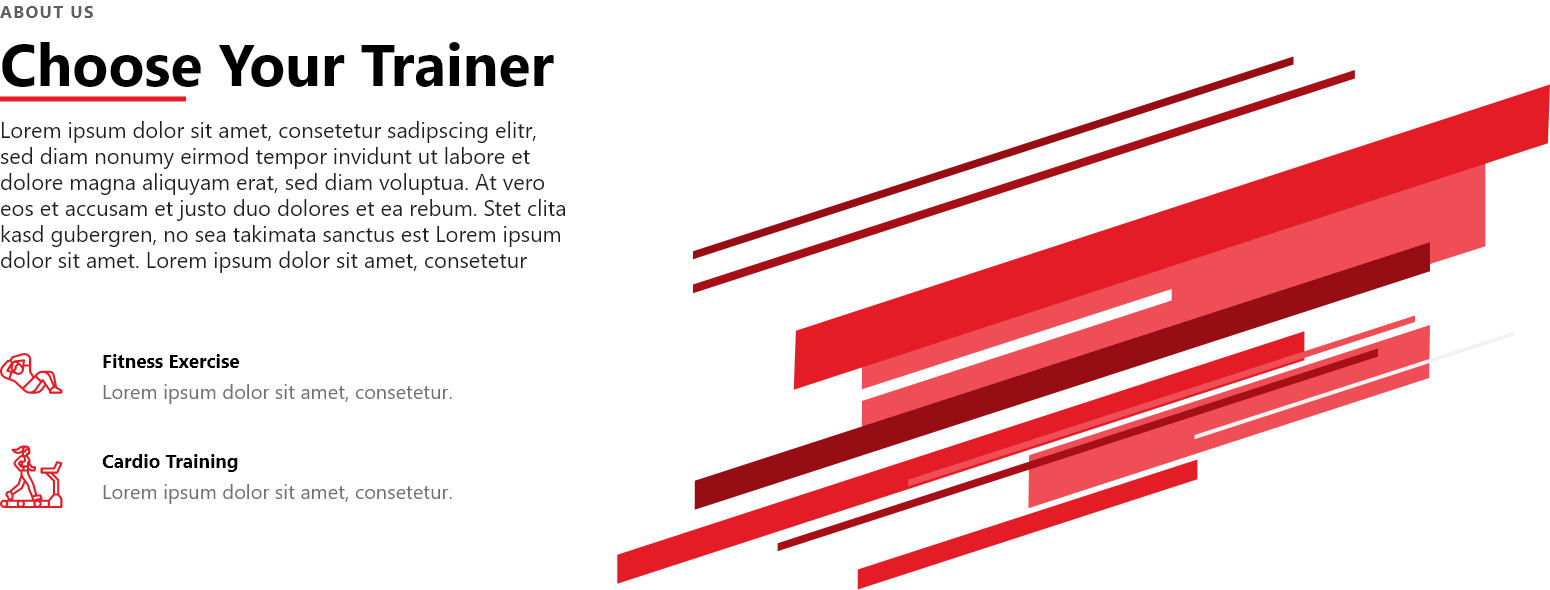 ABOUT US
Choose Your Trainer
Lorem ipsum dolor sit amet, consetetur sadipscing elitr,
sed diam nonumy eirmod tempor invidunt ut labore et
dolore magna aliquyam erat, sed diam voluptua. At vero
eos et accusam et justo duo dolores et ea rebum. Stet clita
kasd gubergren, no sea takimata sanctus est Lorem ipsum
dolor sit amet. Lorem ipsum dolor sit amet, consetetur
Fitness Exercise
Lorem ipsum dolor sit amet, consetetur.
Cardio Training
Lorem ipsum dolor sit amet, consetetur.